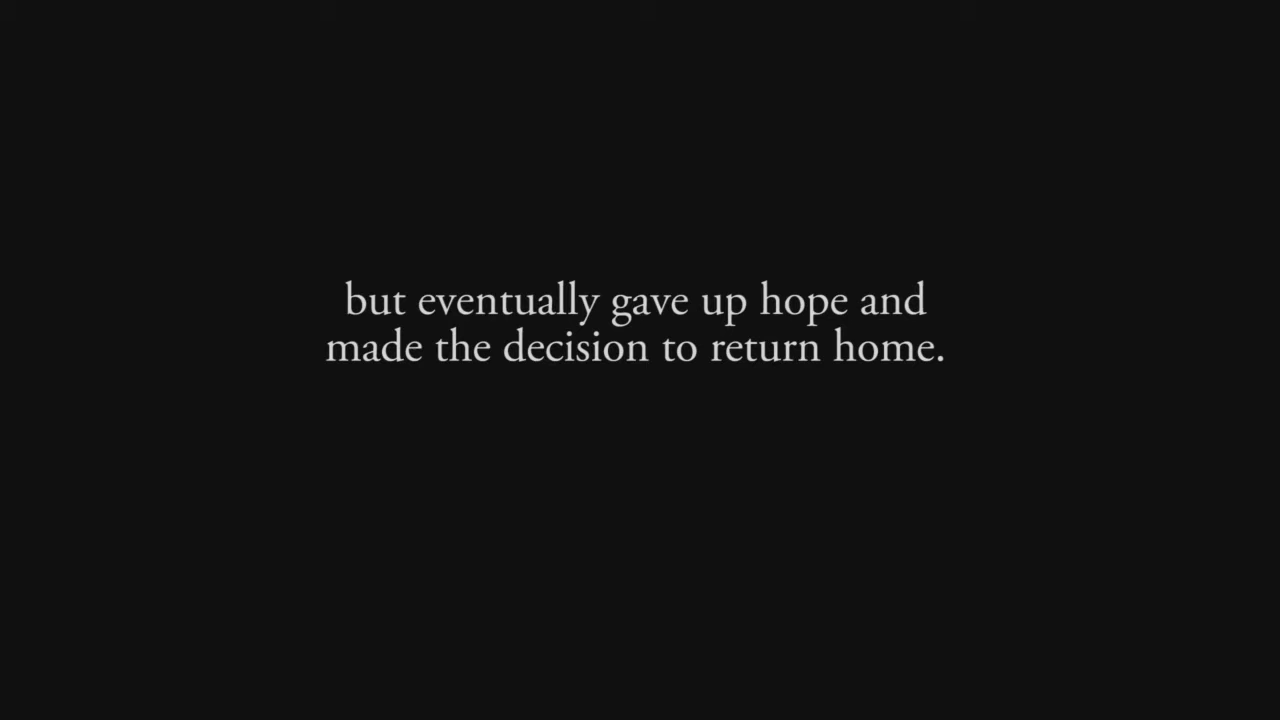 but eventually gave up hope and
made the decision to return home.